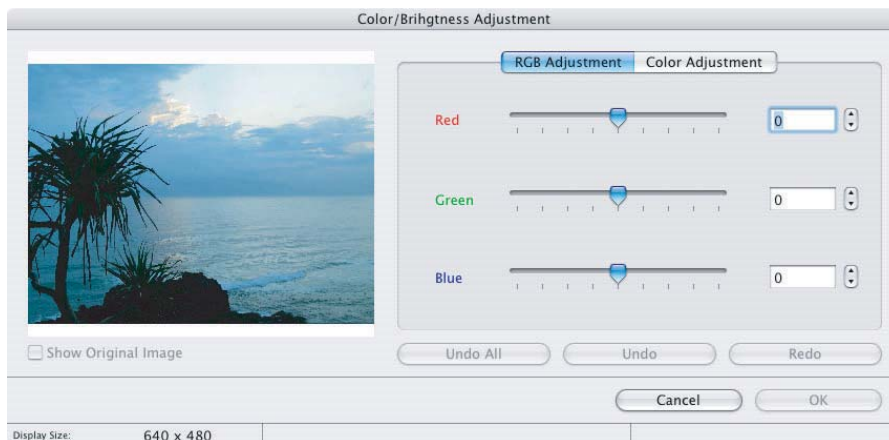 Color/Brihgtness Adjustment
RGB Adjustment Color Adjustment
Red 0
Green 0
Blue 0
Show Original Image
Undo All Undo Redo
Cancel OK
Display Size: 640 x 480